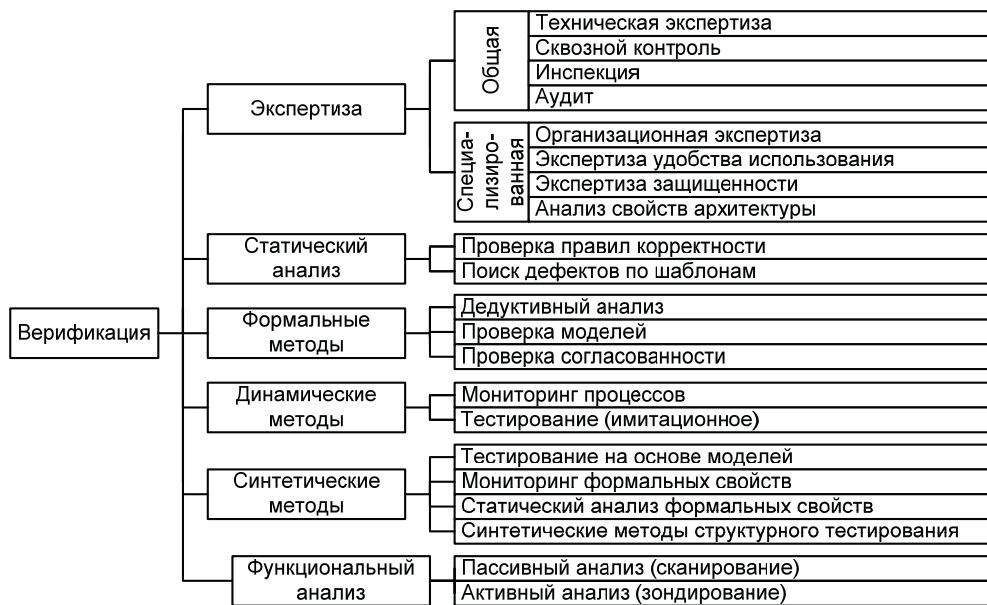 Верификация
Экспертиза
Общая
Техническая экспертиза
Сквозной контроль
Инспекция
Аудит
Специа-
лизиро-
ванная
Организационная экспертиза
Экспертиза удобства использования
Экспертиза защищенности
Анализ свойств архитектуры
Статический
анализ
Проверка правил корректности
Поиск дефектов по шаблонам
Формальные
методы
Дедуктивный анализ
Проверка моделей
Проверка согласованности
Динамические
методы
Мониторинг процессов
Тестирование (имитационное)
Синтетические
методы
Тестирование на основе моделей
Мониторинг формальных свойств
Статический анализ формальных свойств
Синтетические методы структурного тестирования
Функциональный
анализ
Пассивный анализ (сканирование)
Активный анализ (зондирование)